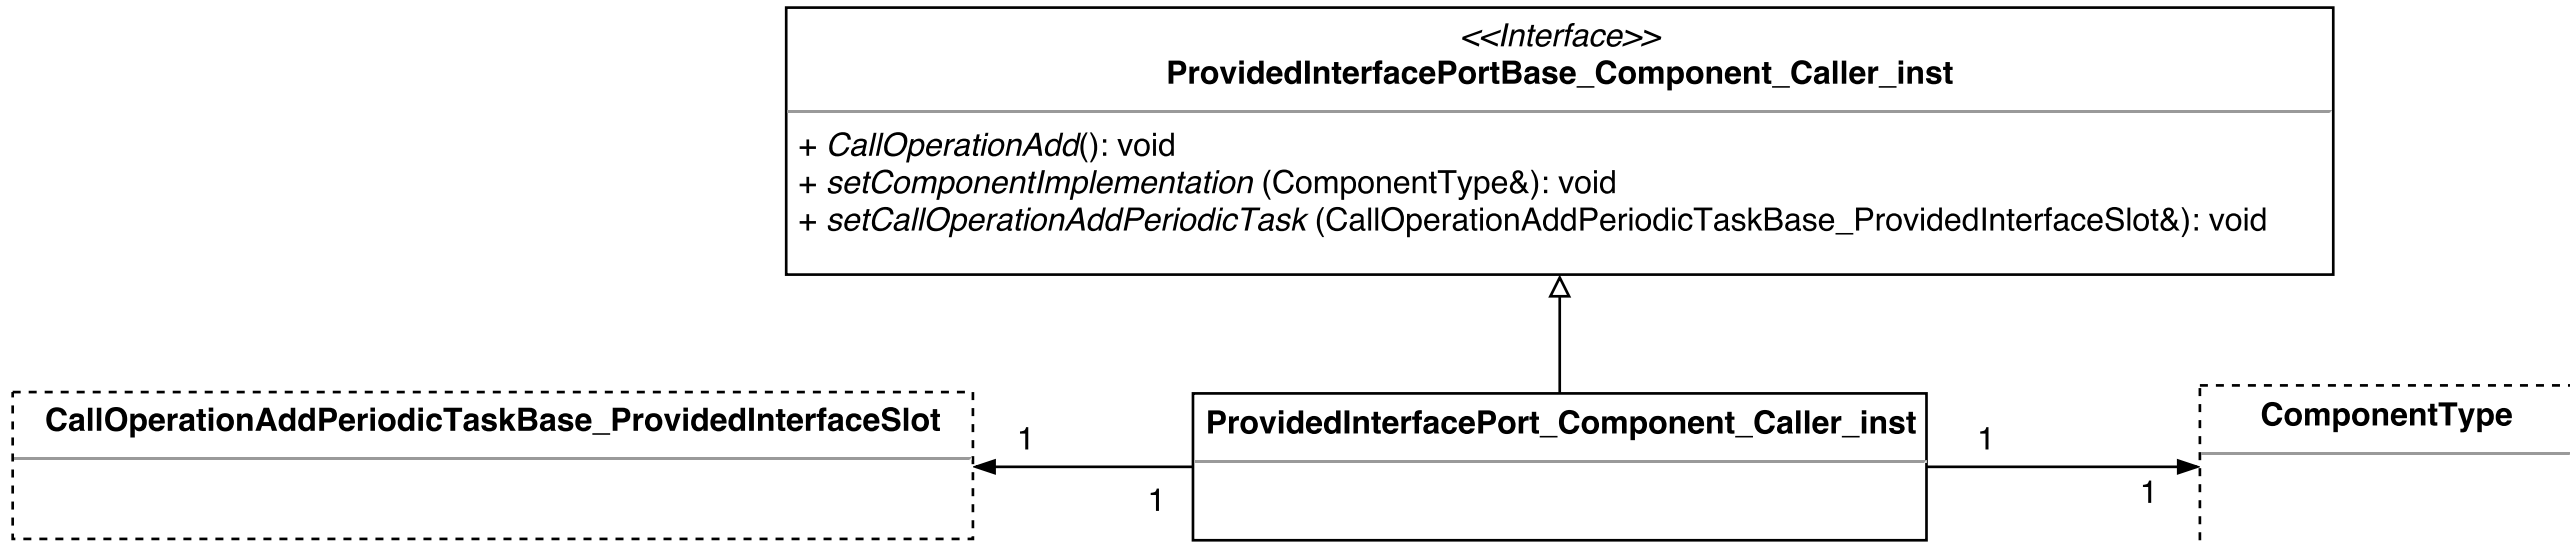 <<Interface>>
ProvidedInterfacePortBase_Component_Caller_inst
+ CallOperationAdd(): void
+ setComponentImplementation (ComponentType&): void
+ setCallOperationAddPeriodicTask (CallOperationAddPeriodicTaskBase_ProvidedInterfaceSlot&): void
CallOperationAddPeriodicTaskBase_ProvidedInterfaceSlot
1
1
ProvidedInterfacePort_Component_Caller_inst
1
1
ComponentType